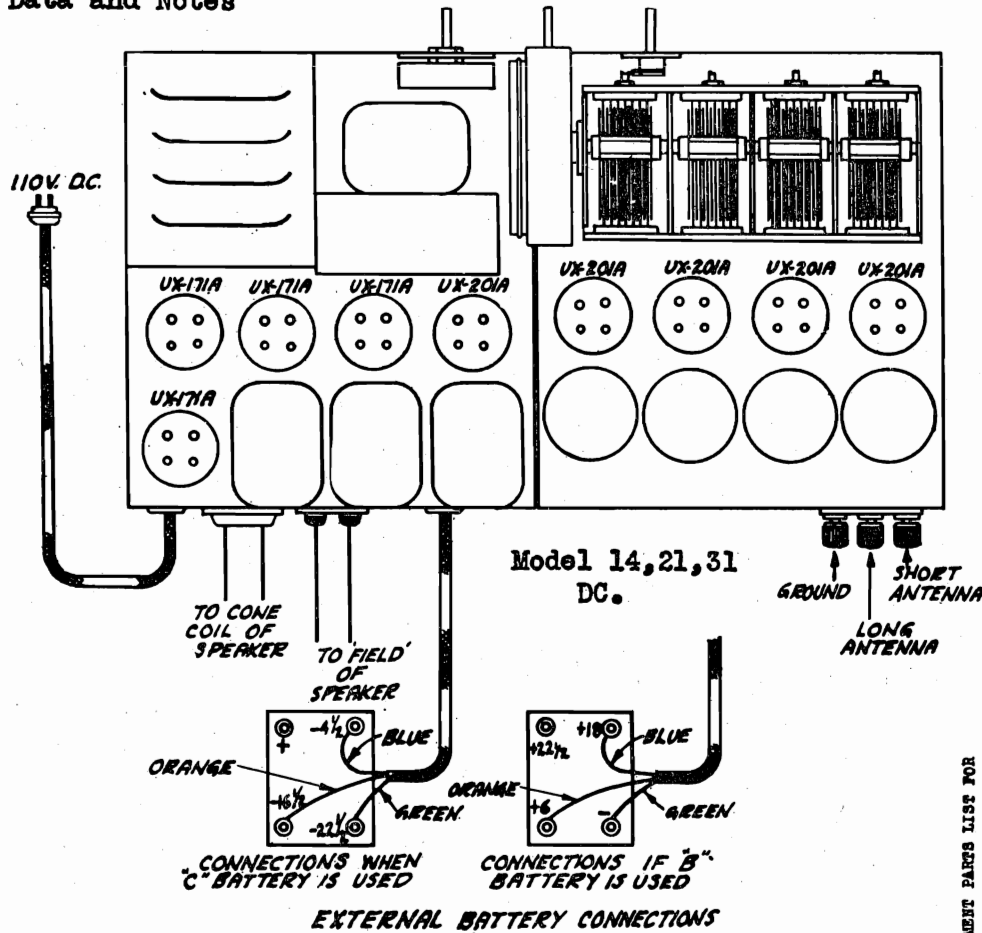 Data and Notes
110V. D.C.
UX-171A UX-171A UX-171A UX-201A
UX-201A UX-201A UX-201A UX-201A
UX-171A
TO CONE
COIL OF
SPEAKER
TO 'FIELD'
OF
SPEAKER
Model 14,21,31
DC.
GROUND
LONG
ANTENNA
SHORT
ANTENNA
+ -4½
BLUE
ORANGE
-16½
-22½
GREEN
CONNECTIONS WHEN
"C" BATTERY IS USED
+22½ +18
BLUE
ORANGE
+6 -
GREEN
CONNECTIONS IF "B"
BATTERY IS USED
EXTERNAL BATTERY CONNECTIONS
PARTS LIST FOR